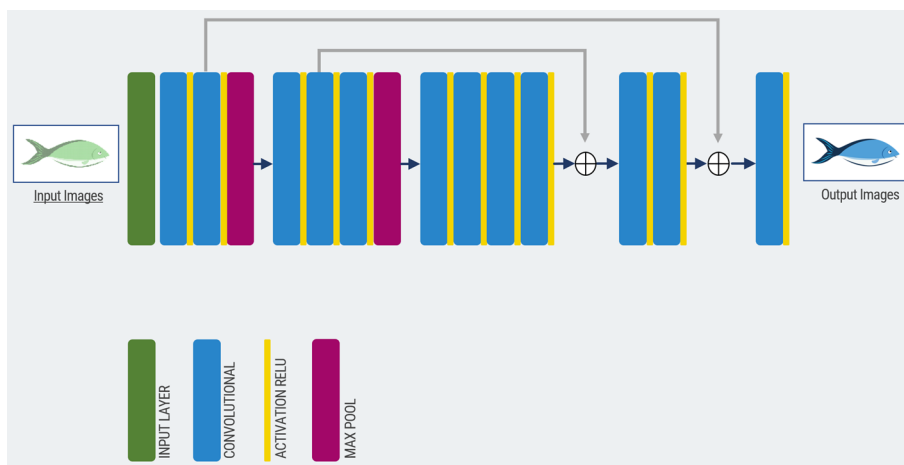 Input Images
Output Images
INPUT LAYER
CONVOLUTIONAL
ACTIVATION RELU
MAX POOL